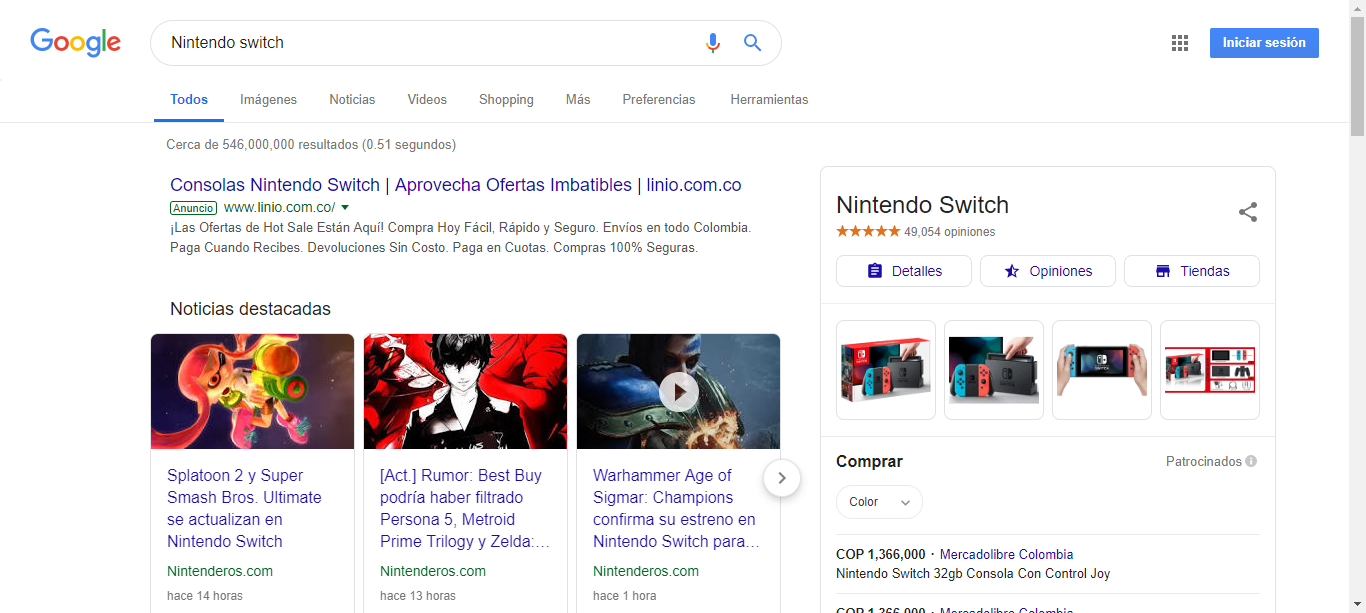 Google
Nintendo switch
Iniciar sesión
Todos
Imágenes
Noticias
Videos
Shopping
Más
Preferencias
Herramientas
Cerca de 546,000,000 resultados (0.51 segundos)
Consolas Nintendo Switch | Aprovecha Ofertas Imbatibles | linio.com.co
Anuncio www.linio.com.co/
¡Las Ofertas de Hot Sale Están Aquí! Compra Hoy Fácil, Rápido y Seguro. Envíos en todo Colombia.
Paga Cuando Recibes. Devoluciones Sin Costo. Paga en Cuotas. Compras 100% Seguras.
Noticias destacadas
Splatoon 2 y Super
Smash Bros. Ultimate
se actualizan en
Nintendo Switch
Nintenderos.com
hace 14 horas
[Act.] Rumor: Best Buy
podría haber filtrado
Persona 5, Metroid
Prime Trilogy y Zelda:…
Nintenderos.com
hace 13 horas
Warhammer Age of
Sigmar: Champions
confirma su estreno en
Nintendo Switch para…
Nintenderos.com
hace 1 hora
Nintendo Switch
49,054 opiniones
Detalles
Opiniones
Tiendas
Comprar
Patrocinados
Color
COP 1,366,000 · Mercadolibre Colombia
Nintendo Switch 32gb Consola Con Control Joy
COP 1,366,000 · Mercadolibre Colombia